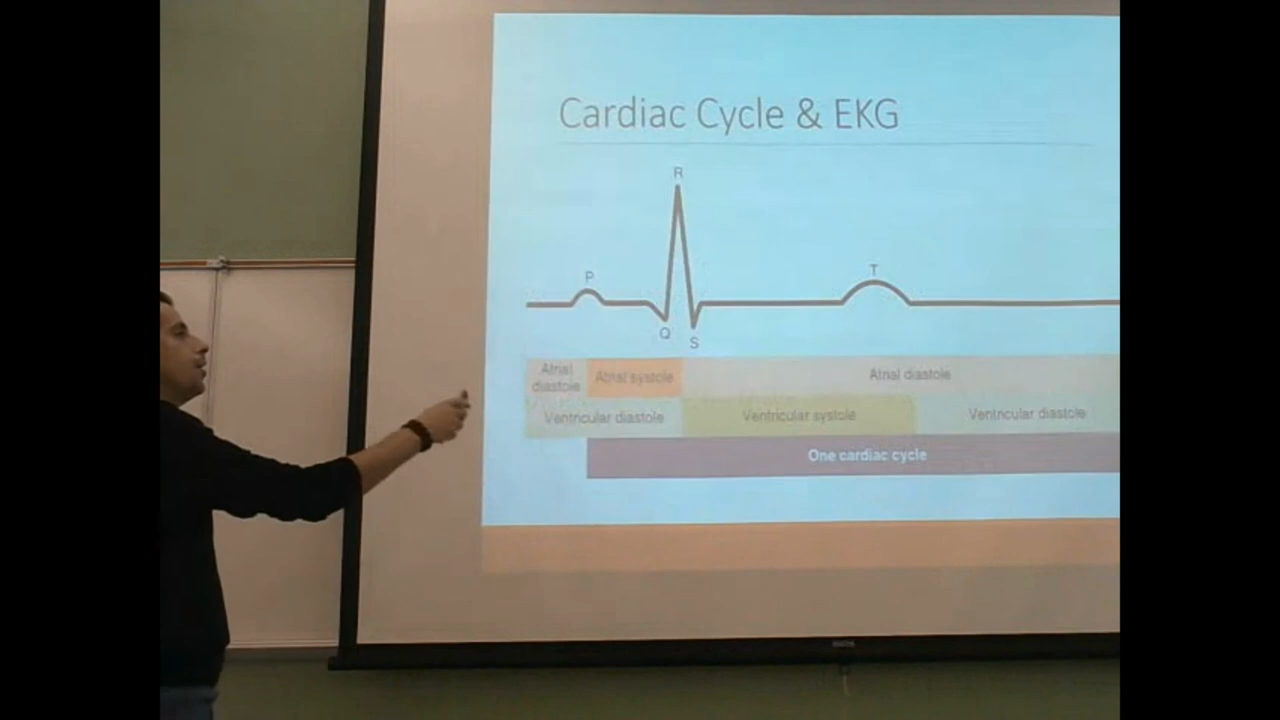 Cardiac Cycle & EKG
R
P
T
Q
S
Atrial
diastole
Atrial systole
Atrial diastole
Ventricular diastole
Ventricular systole
Ventricular diastole
One cardiac cycle